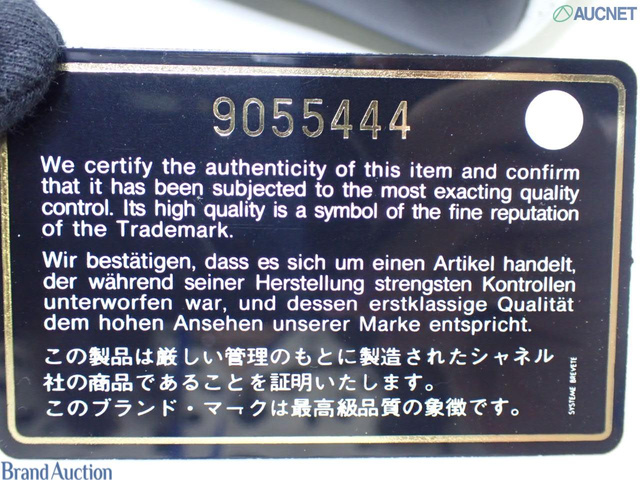 AUCNET
9055444
We certify the authenticity of this item and confirm
that it has been subjected to the most exacting quality
control. Its high quality is a symbol of the fine reputation
of the Trademark.
Wir bestätigen, dass es sich um einen Artikel handelt,
der während seiner Herstellung strengsten Kontrollen
unterworfen war, und dessen erstklassige Qualität
dem hohen Ansehen unserer Marke entspricht.
この製品は厳しい管理のもとに製造されたシャネル
社の商品であることを証明いたします。
このブランド・マークは最高級品質の象徴です。
SYSTEME BREVETE
Brand Auction